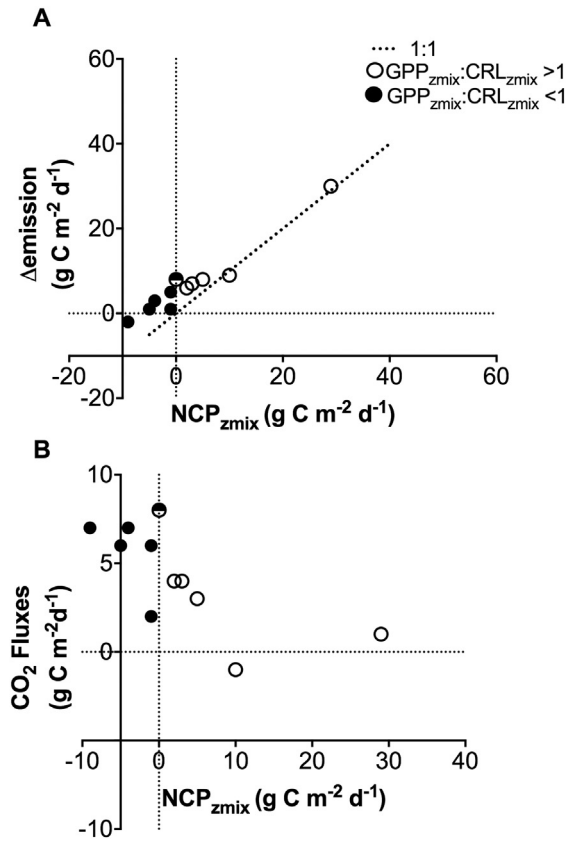 A
1:1
GPPzmix:CRLzmix >1
GPPzmix:CRLzmix <1
60
40
20
0
-20
-20
0
20
40
60
Δemission
(g C m-2 d-1)
NCPzmix (g C m-2 d-1)
B
10
5
0
-10
-10
0
10
20
30
40
CO2 Fluxes
(g C m-2d-1)
NCPzmix (g C m-2 d-1)